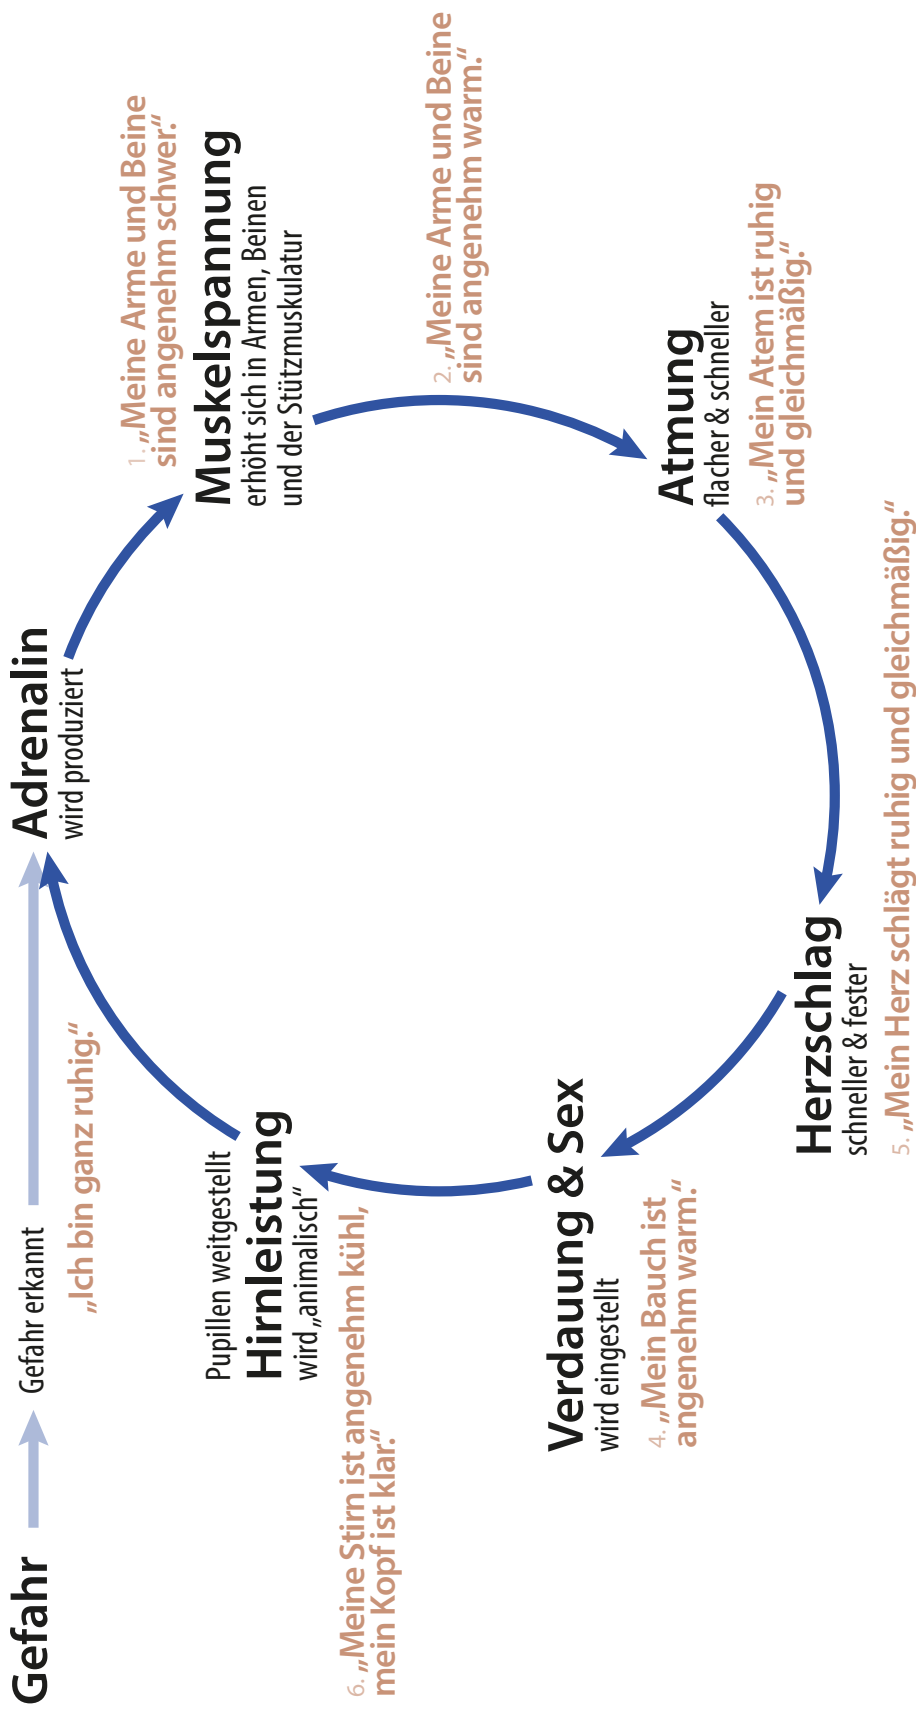 Gefahr
Gefahr erkannt
„Ich bin ganz ruhig.“
Adrenalin
wird produziert
1. „Meine Arme und Beine
sind angenehm schwer.“
Muskelspannung
erhöht sich in Armen, Beinen
und der Stützmuskulatur
2. „Meine Arme und Beine
sind angenehm warm.“
Atmung
flacher & schneller
3. „Mein Atem ist ruhig
und gleichmäßig.“
Herzschlag
schneller & fester
5. „Mein Herz schlägt ruhig und gleichmäßig.“
Verdauung & Sex
wird eingestellt
4. „Mein Bauch ist
angenehm warm.“
Pupillen weitgestellt
Hirnleistung
wird „animalisch“
6. „Meine Stirn ist angenehm kühl,
mein Kopf ist klar.“